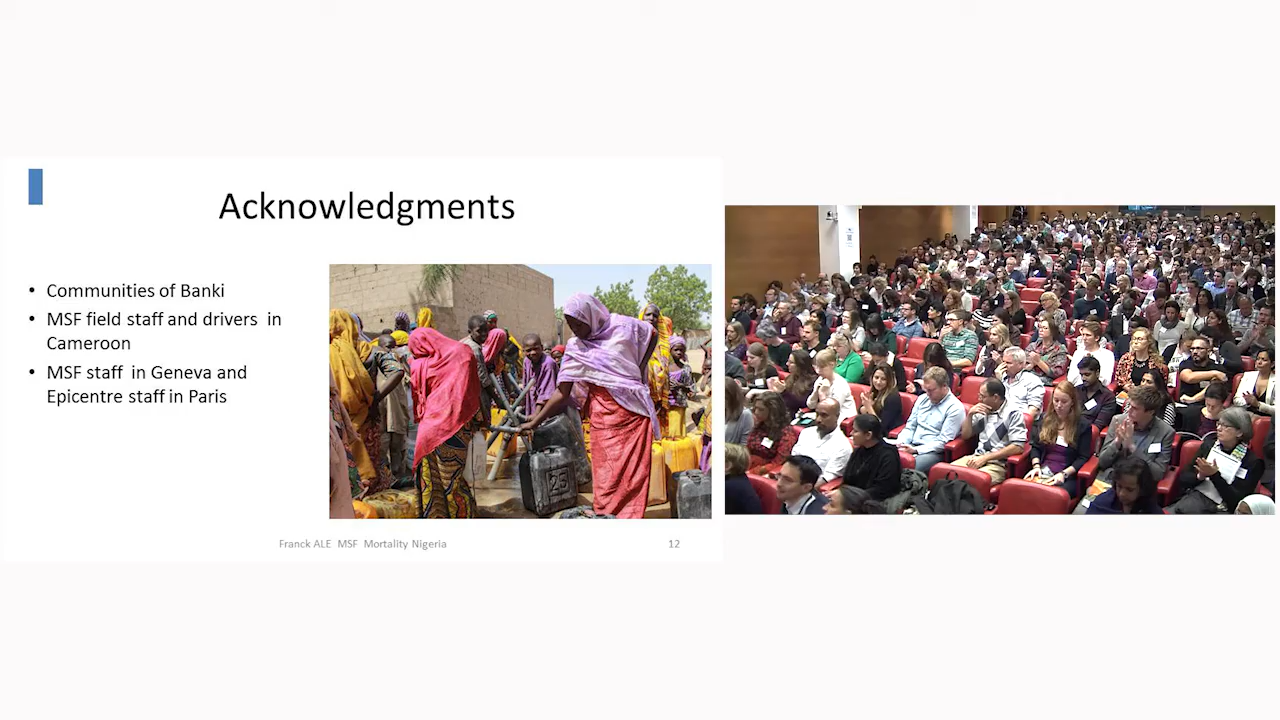 Acknowledgments
• Communities of Banki
• MSF field staff and drivers in
Cameroon
• MSF staff in Geneva and
Epicentre staff in Paris
25
Franck ALE MSF Mortality Nigeria
12